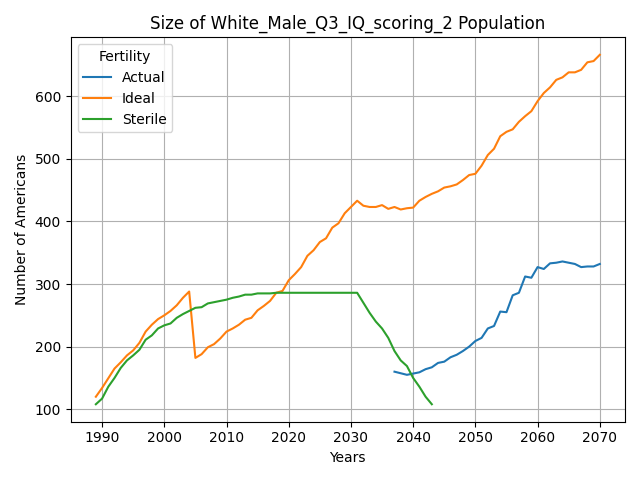 Size of White_Male_Q3_IQ_scoring_2 Population
Fertility
Actual
Ideal
Sterile
Number of Americans
600
500
400
300
200
100
1990
2000
2010
2020
2030
2040
2050
2060
2070
Years